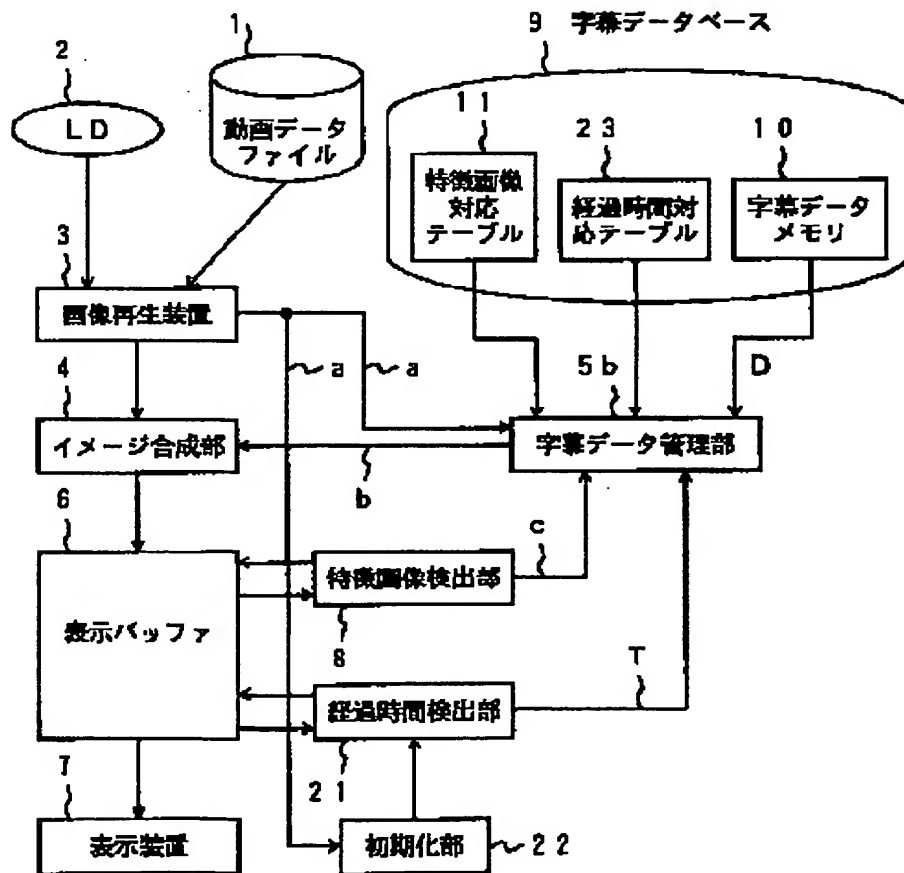 9 字幕データベース
1
2
LD
動画データ
ファイル
11
23
10
特徴画像
対応
テーブル
経過時間対
応テーブル
字幕データ
メモリ
3
画像再生装置
a
a
5b
D
4
イメージ合成部
字幕データ管理部
b
6
c
特徴画像検出部
表示バッファ
8
T
経過時間検出部
7
21
表示装置
初期化部
22